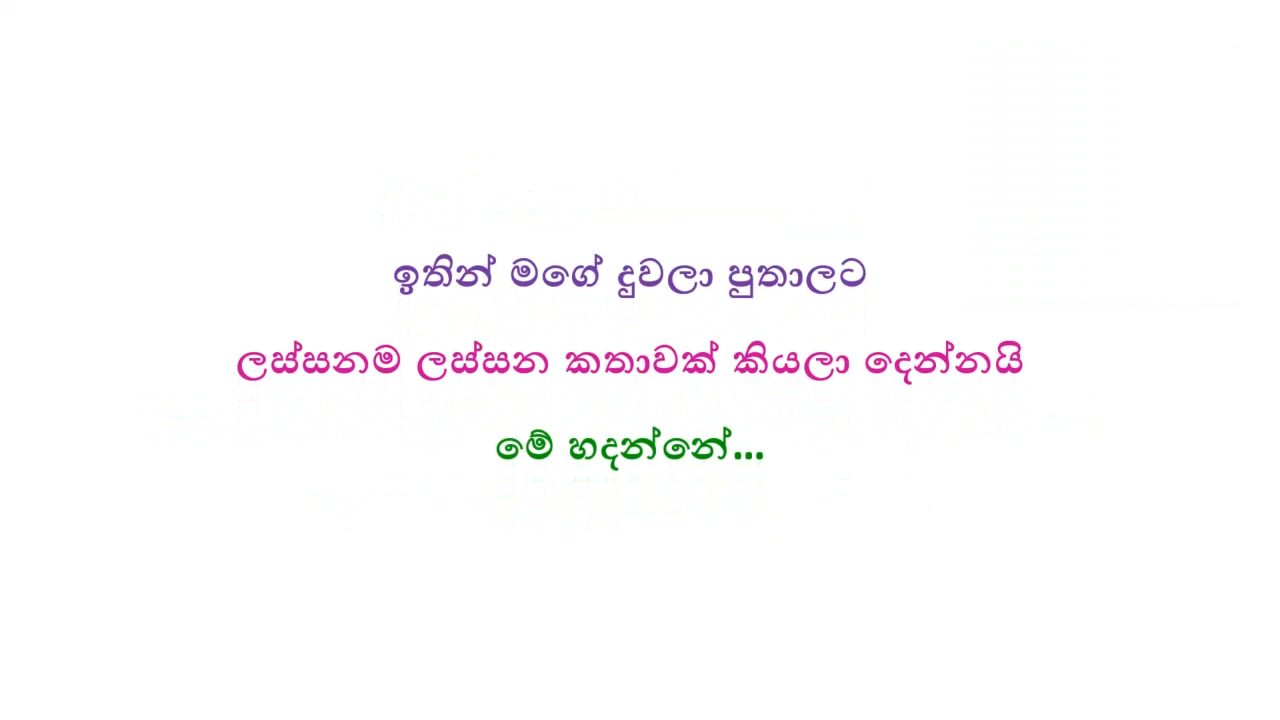 ඉතින් මගේ දුවලා පුතාලට
ලස්සනම ලස්සන කතාවක් කියලා දෙන්නයි
මේ හදන්නේ...